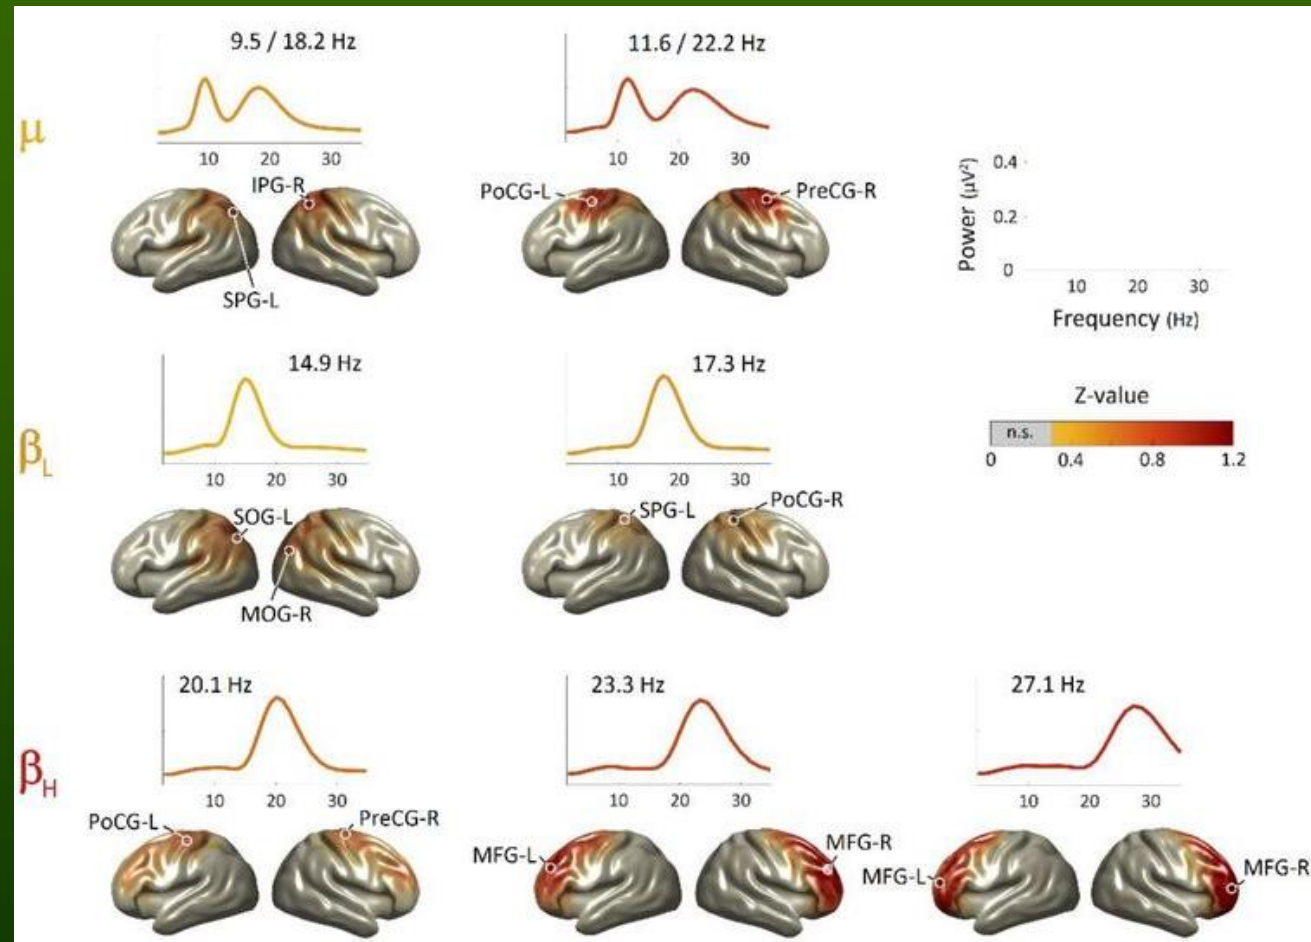 μ
9.5 / 18.2 Hz
10 20 30
IPG-R
SPG-L
11.6 / 22.2 Hz
10 20 30
PoCG-L
PreCG-R
Power (µV²)
0.4
0.2
0
10 20 30
Frequency (Hz)
βL
14.9 Hz
10 20 30
SOG-L
MOG-R
17.3 Hz
10 20 30
SPG-L
PoCG-R
Z-value
n.s.
0 0.4 0.8 1.2
βH
20.1 Hz
10 20 30
PoCG-L
PreCG-R
23.3 Hz
10 20 30
MFG-L
MFG-R
27.1 Hz
10 20 30
MFG-L
MFG-R